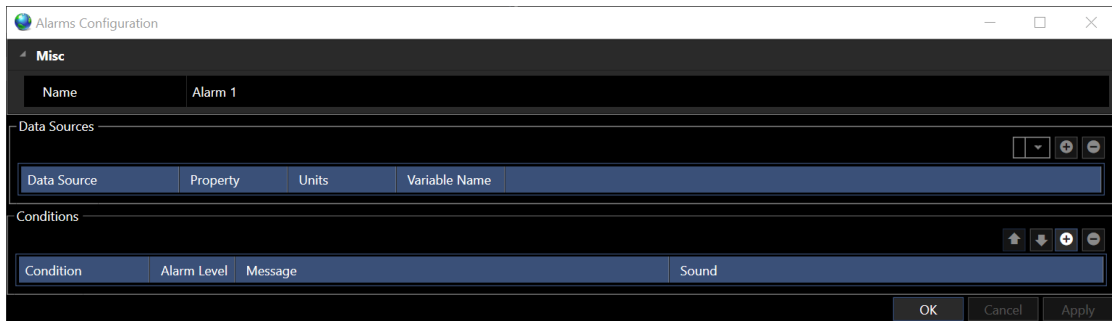 Alarms Configuration
Misc
Name Alarm 1
Data Sources
Data Source Property Units Variable Name
Conditions
Condition Alarm Level Message Sound
OK Cancel Apply